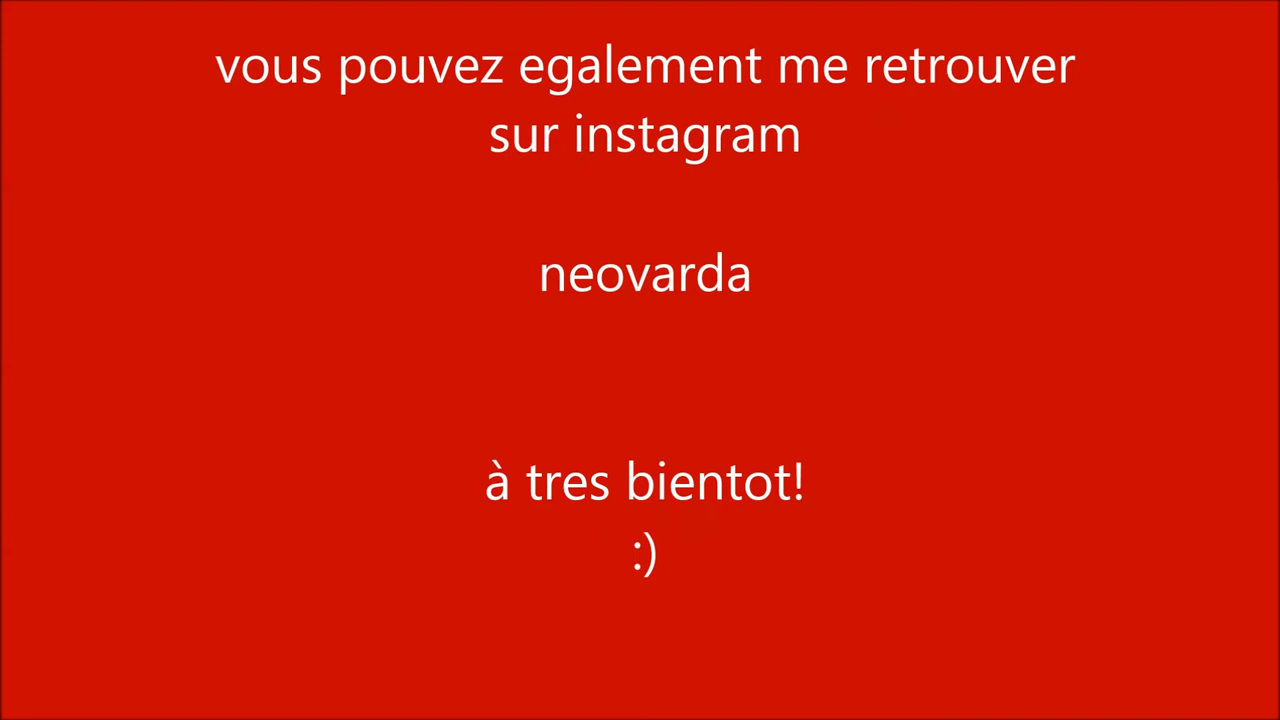 vous pouvez egalement me retrouver
sur instagram
neovarda
à tres bientot!
:)